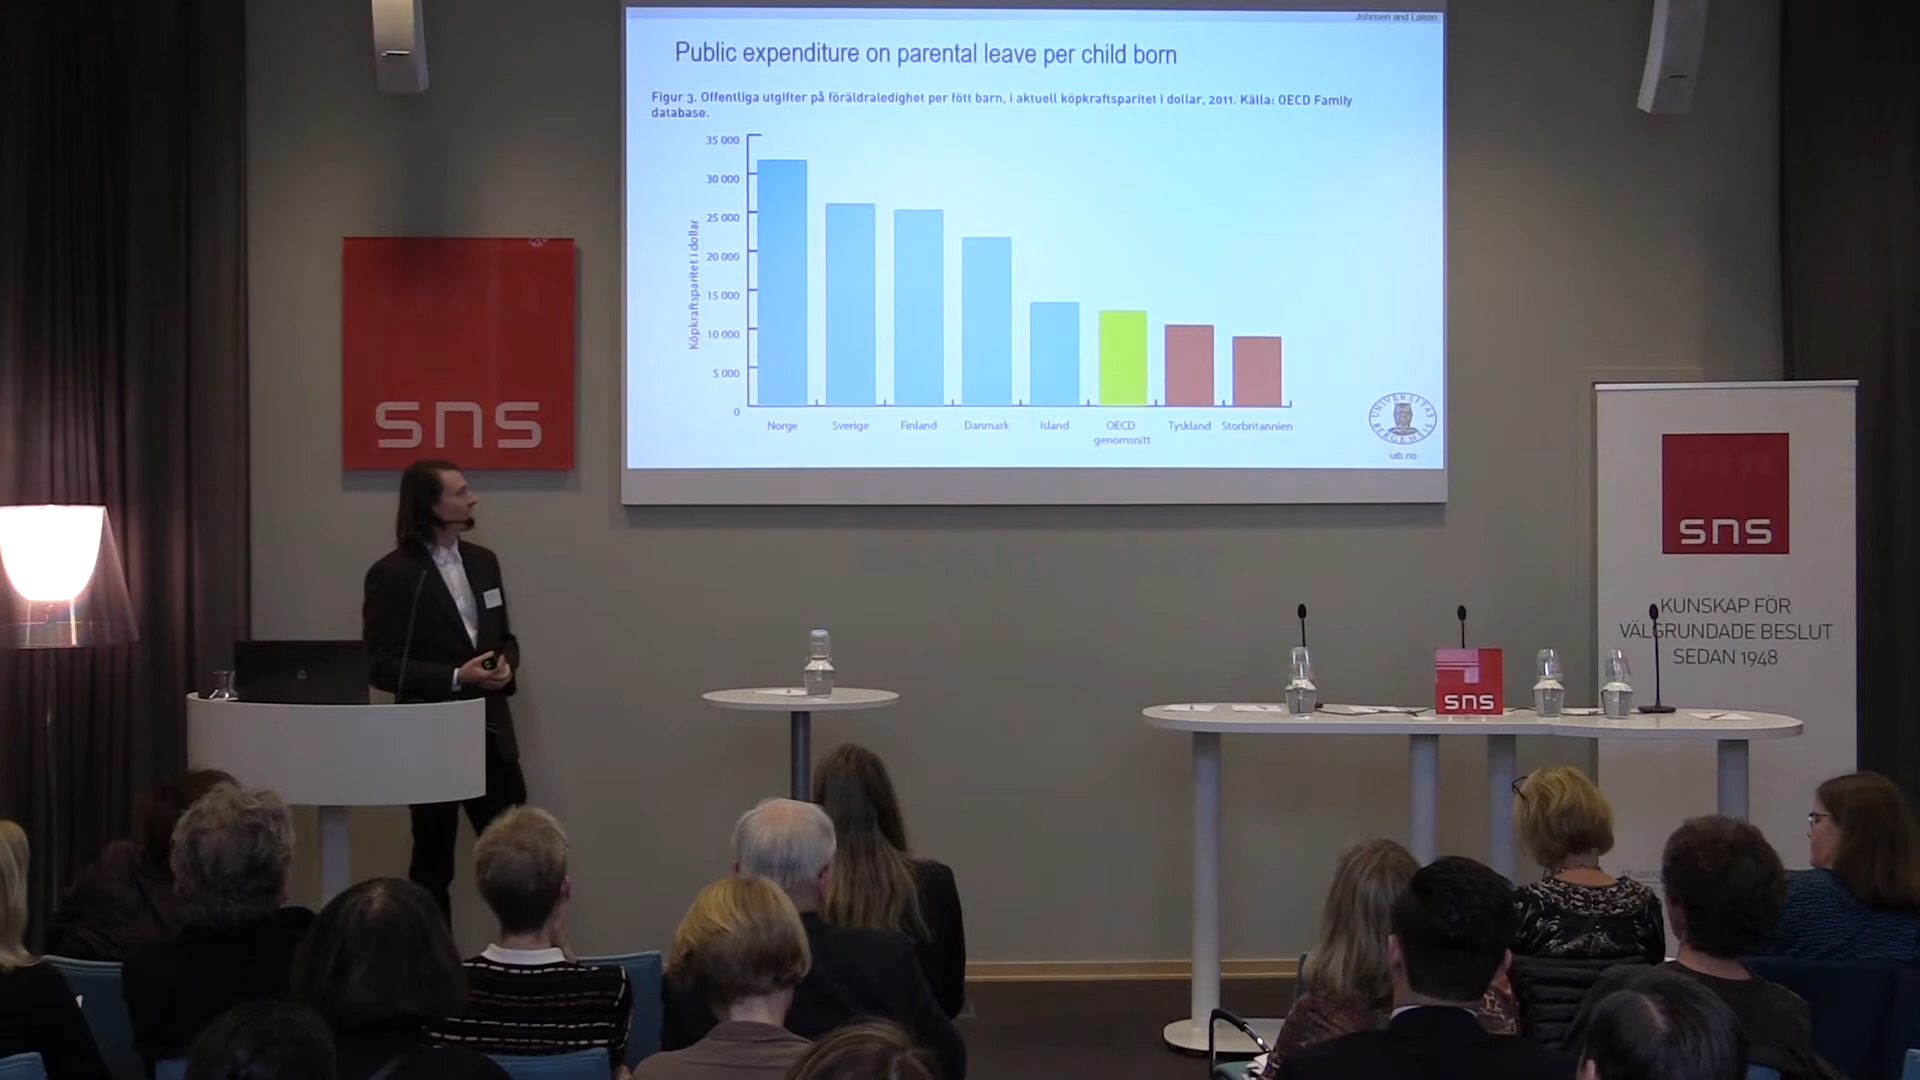 Johnsen and Løken
Public expenditure on parental leave per child born
Figur 3. Offentliga utgifter på föräldraledighet per fött barn, i aktuell köpkraftsparitet i dollar, 2011. Källa: OECD Family
database.
Köpkraftsparitet i dollar
35 000
30 000
25 000
20 000
15 000
10 000
5 000
0
Norge Sverige Finland Danmark Island OECD genomsnitt Tyskland Storbritannien
UNIVERSITAS BERGENSIS
uib.no
sns
sns
KUNSKAP FÖR
VÄLGRUNDADE BESLUT
SEDAN 1948
sns